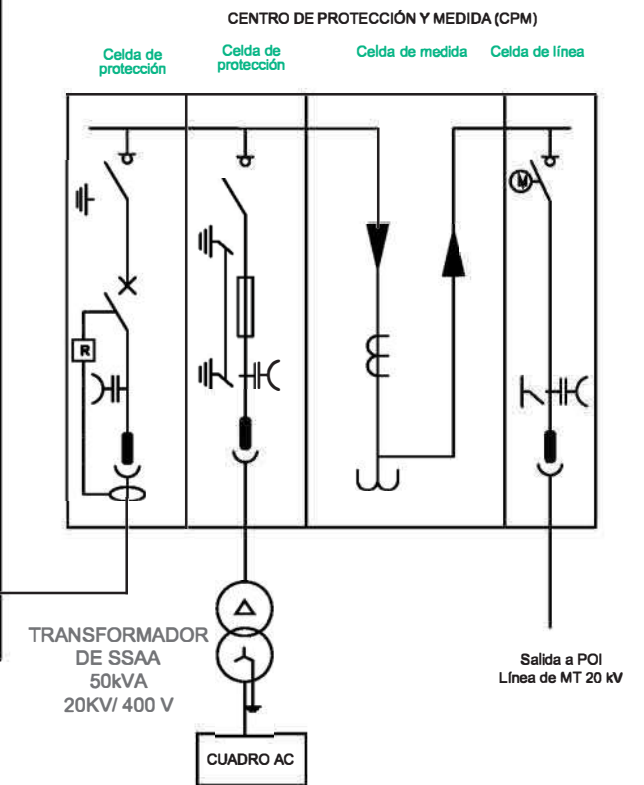 CENTRO DE PROTECCIÓN Y MEDIDA (CPM)
Celda de
protección
Celda de
protección
Celda de medida
Celda de línea
M
R
TRANSFORMADOR
DE SSAA
50kVA
20KV/ 400 V
Salida a POI
Línea de MT 20 kV
CUADRO AC